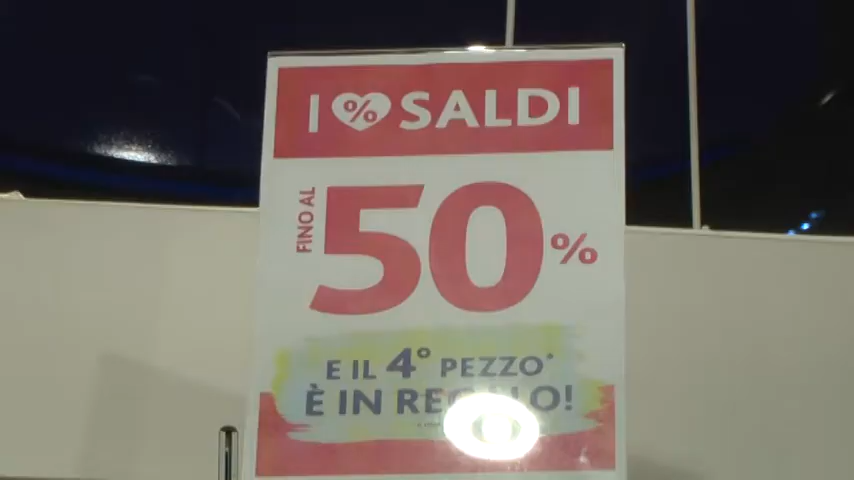 I % SALDI
FINO AL
50%
E IL 4° PEZZO*
È IN